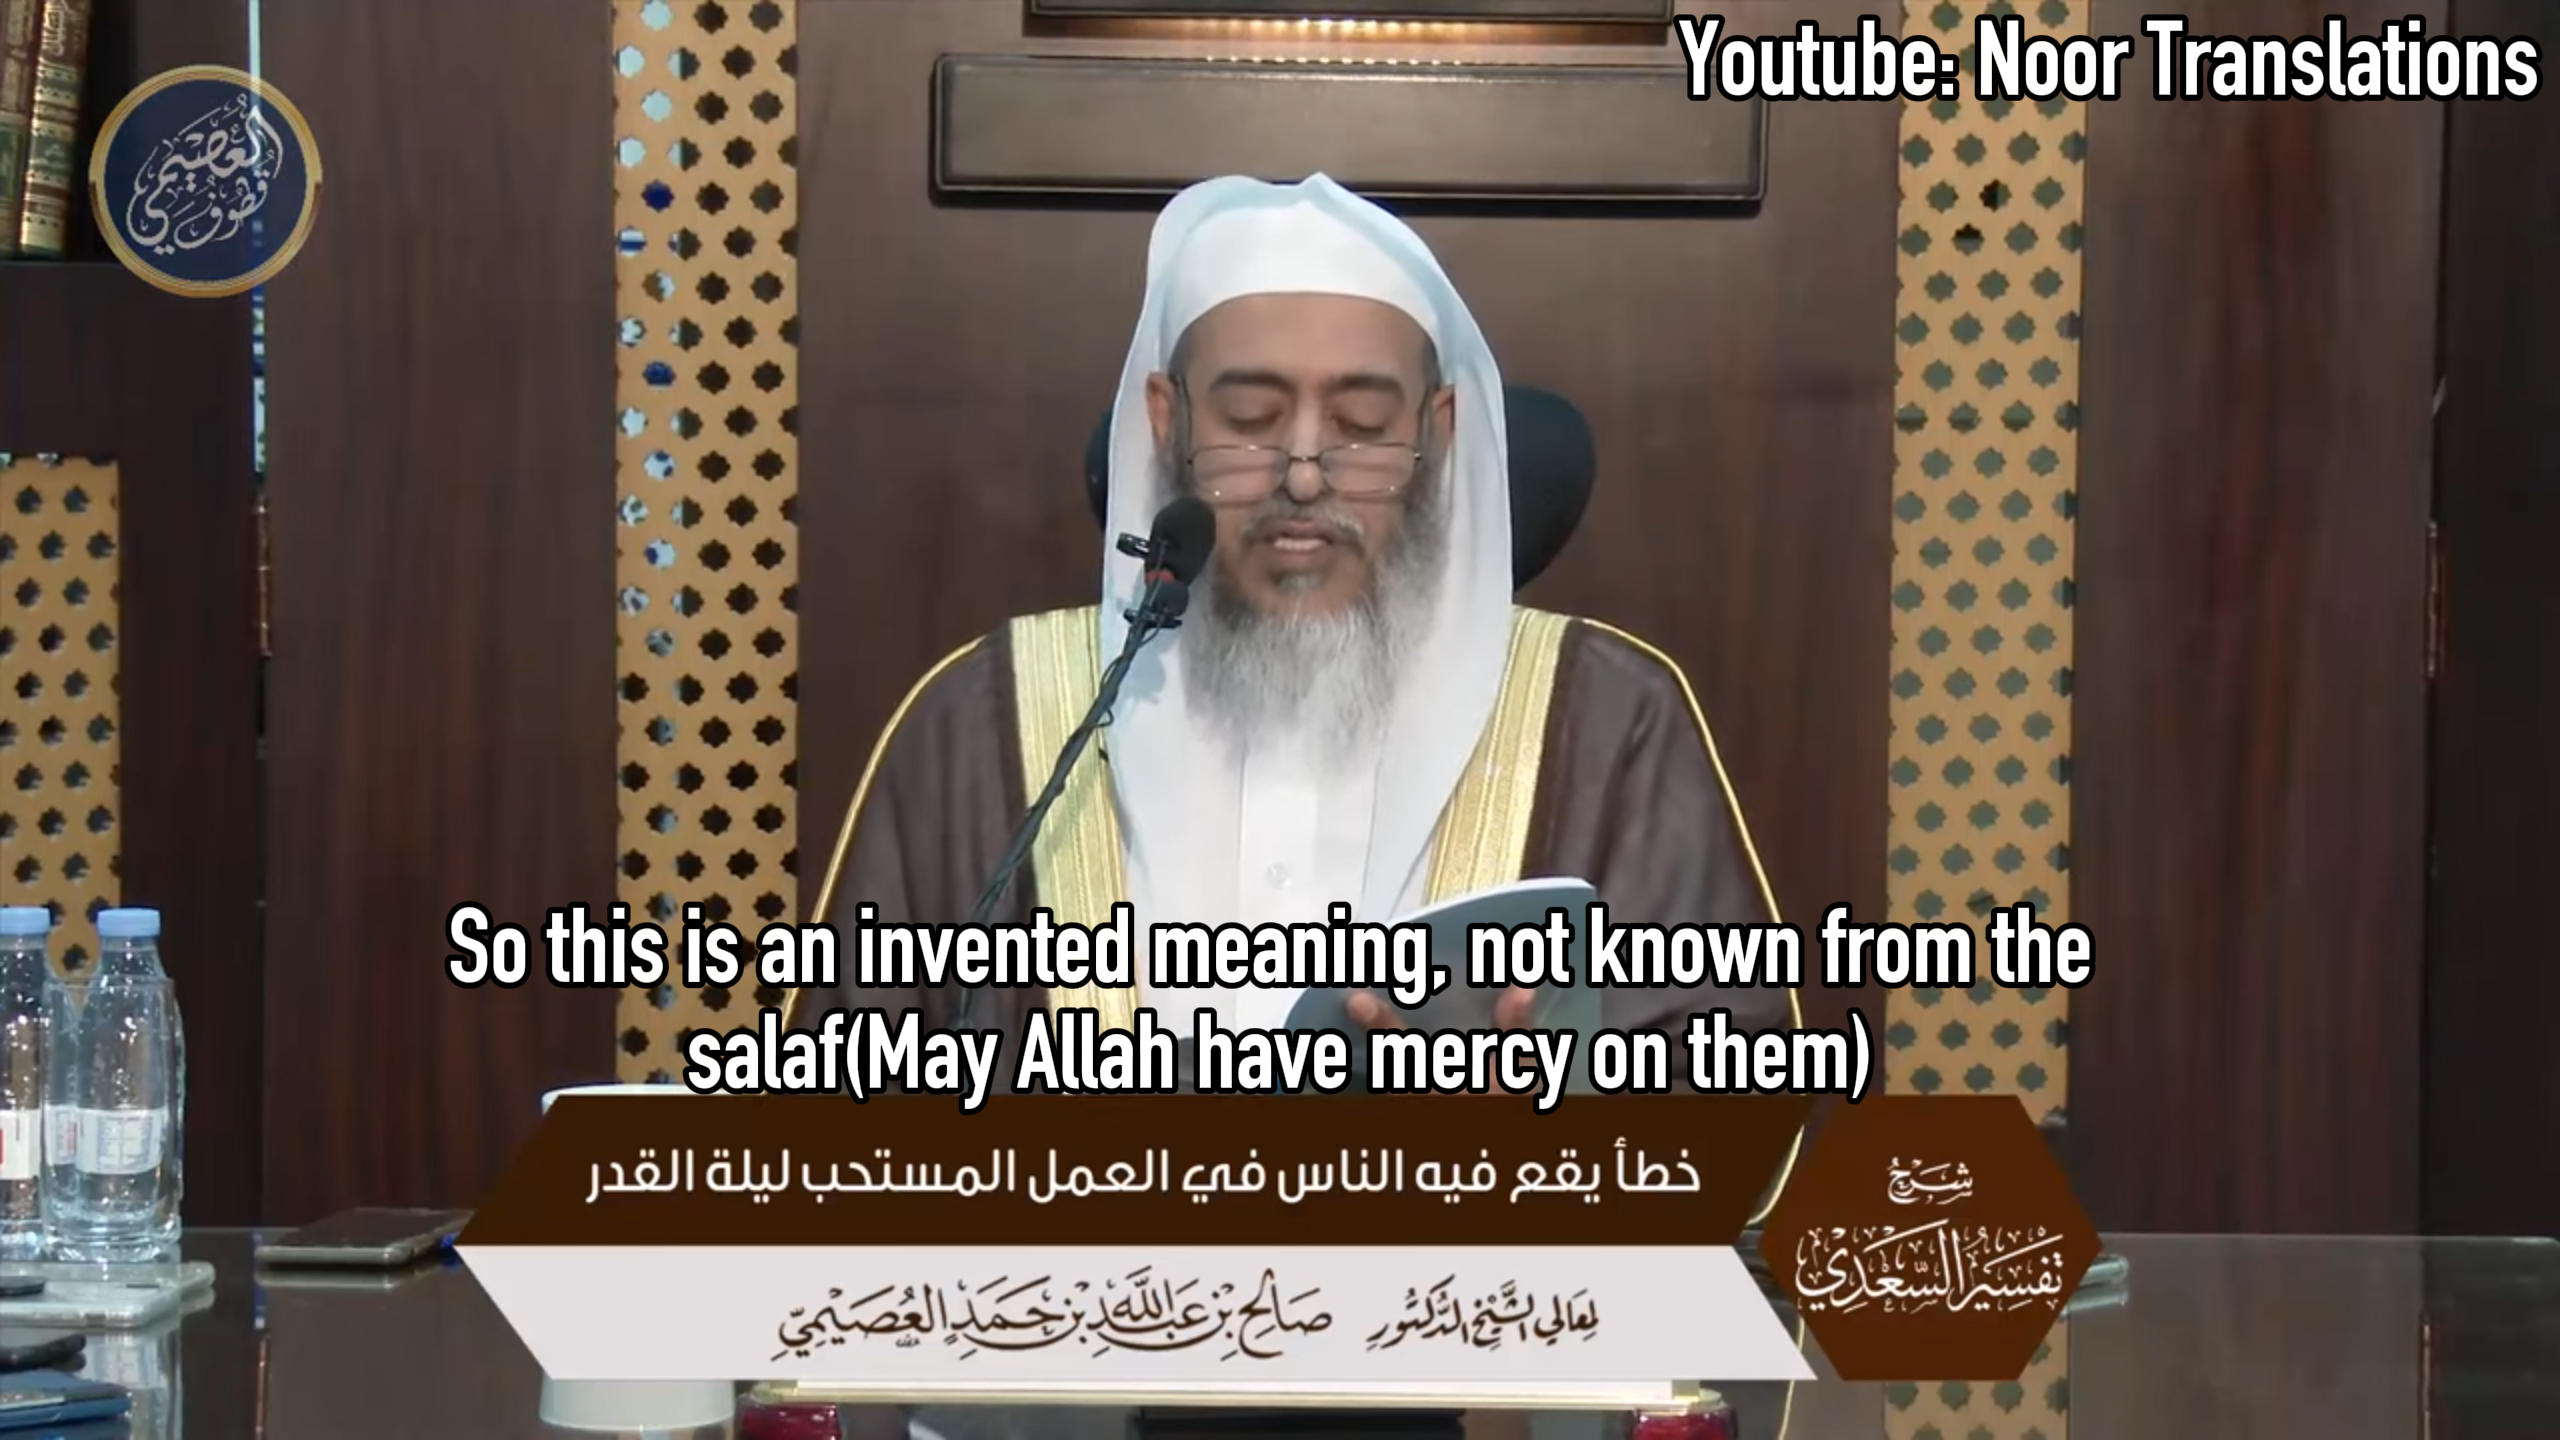 Youtube: Noor Translations
العصيمي
قطوف
So this is an invented meaning, not known from the
salaf(May Allah have mercy on them)
خطأ يقع فيه الناس في العمل المستحب ليلة القدر
شرح
تفسير السعدي
لمعالي الشيخ الدكتور صالح بن عبد الله بن حمد العصيمي